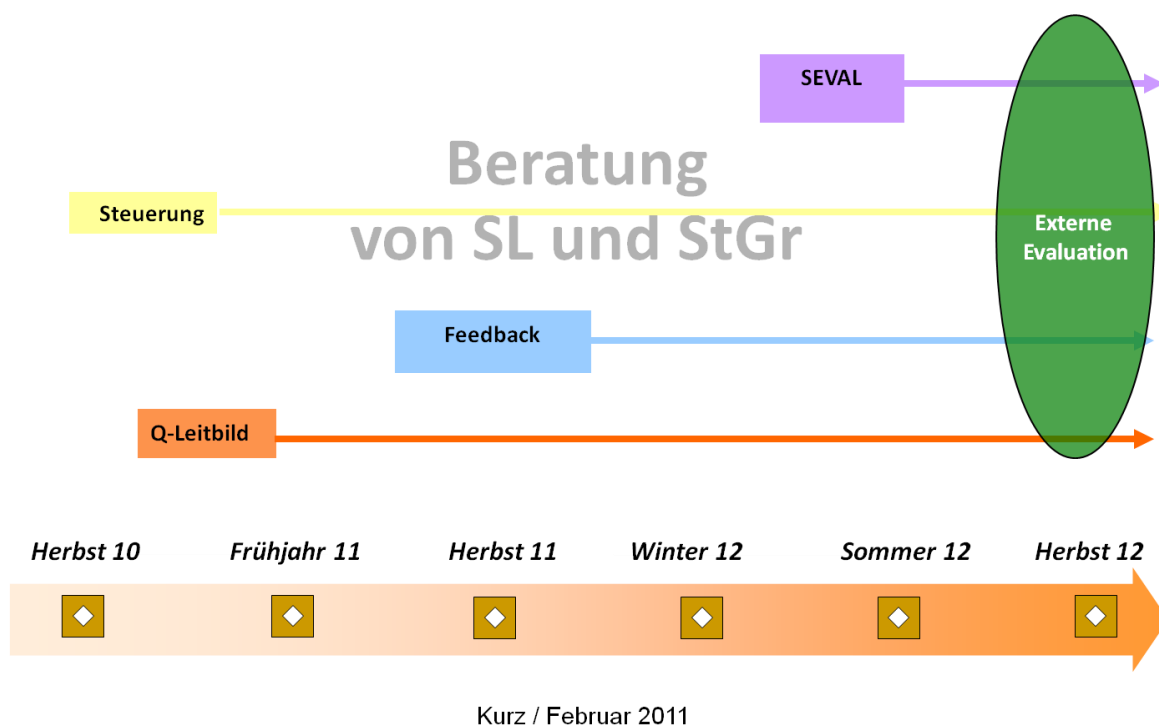 SEVAL
Beratung
von SL und StGr
Steuerung
Externe
Evaluation
Feedback
Q-Leitbild
Herbst 10
Frühjahr 11
Herbst 11
Winter 12
Sommer 12
Herbst 12
Kurz / Februar 2011